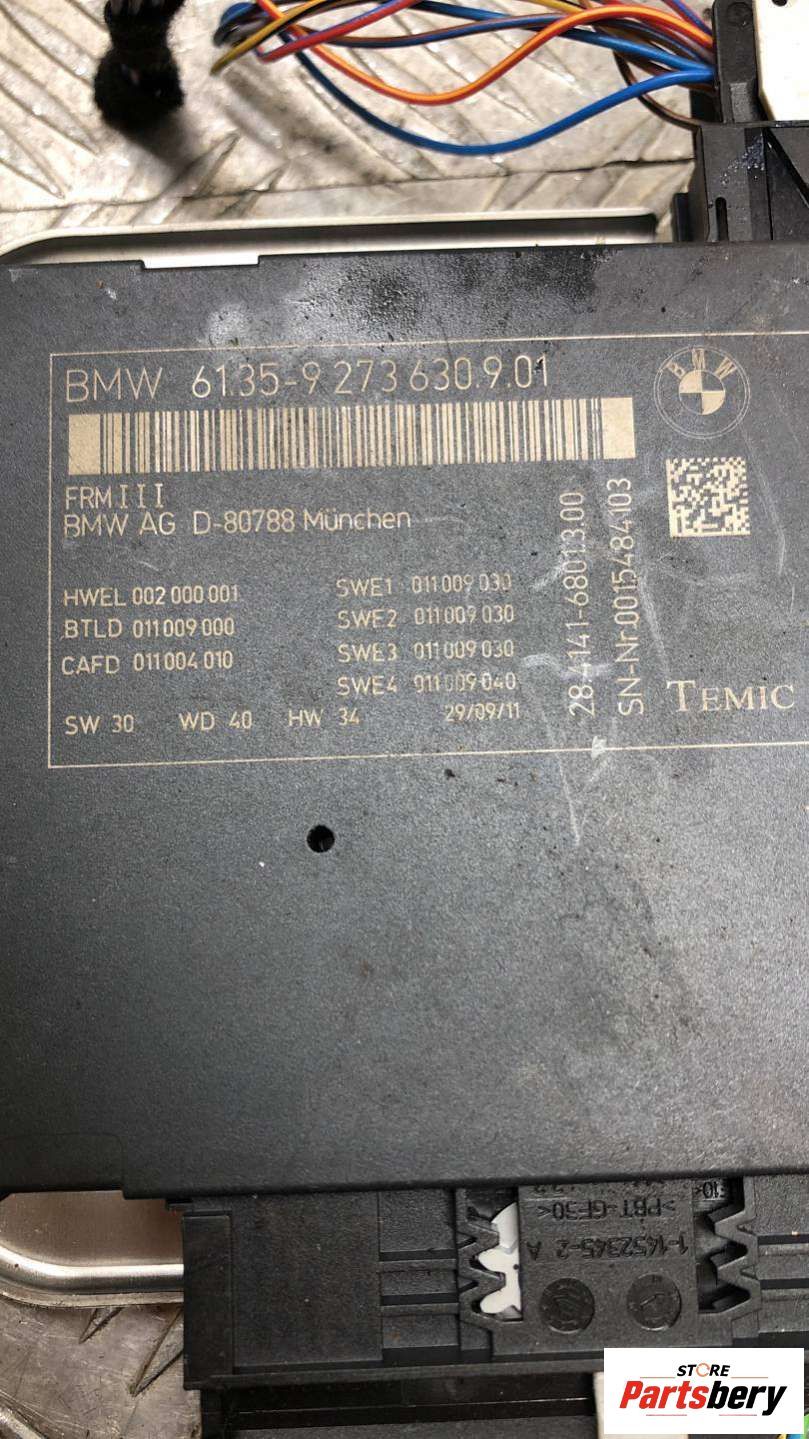 BMW 61.35-9 273 630.9.01
BMW
FRM III
BMW AG D-80788 München
HWEL 002 000 001
BTLD 011 009 000
CAFD 011 004 010
SWE1 011 009 030
SWE2 011 009 030
SWE3 011 009 030
SWE4 011 009 040
SW 30 WD 40 HW 34 29/09/11
28.4141-68013.00
SN-Nr.0015484103
TEMIC
>PBT-GF30<
1-1452345-2 A
STORE
Partsbery